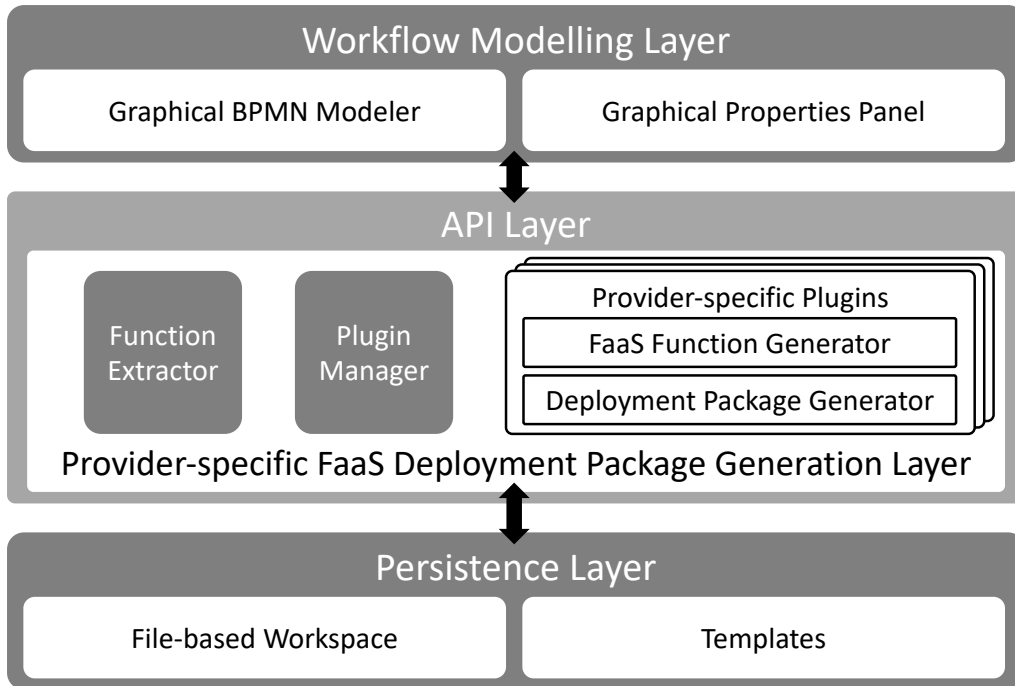 Workflow Modelling Layer
Graphical BPMN Modeler
Graphical Properties Panel
API Layer
Function
Extractor
Plugin
Manager
Provider-specific Plugins
FaaS Function Generator
Deployment Package Generator
Provider-specific FaaS Deployment Package Generation Layer
Persistence Layer
File-based Workspace
Templates